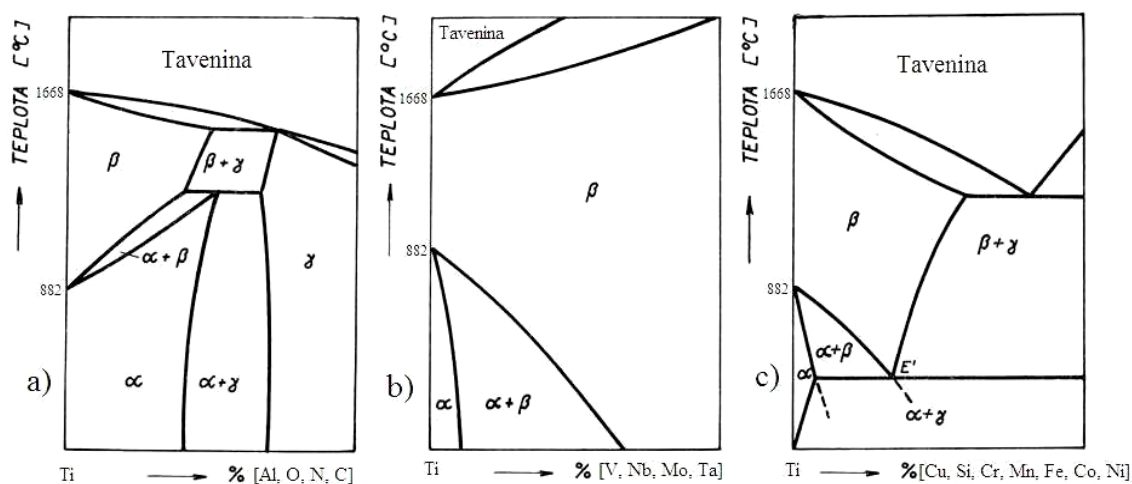 TEPLOTA [°C]
Tavenina
1668
β
β + γ
α + β
γ
882
α
α + γ
a)
Ti
% [Al, O, N, C]
TEPLOTA [°C]
Tavenina
1668
β
882
α
α + β
b)
Ti
% [V, Nb, Mo, Ta]
TEPLOTA [°C]
Tavenina
1668
β
β + γ
882
α + β
α
E'
α + γ
c)
Ti
% [Cu, Si, Cr, Mn, Fe, Co, Ni]